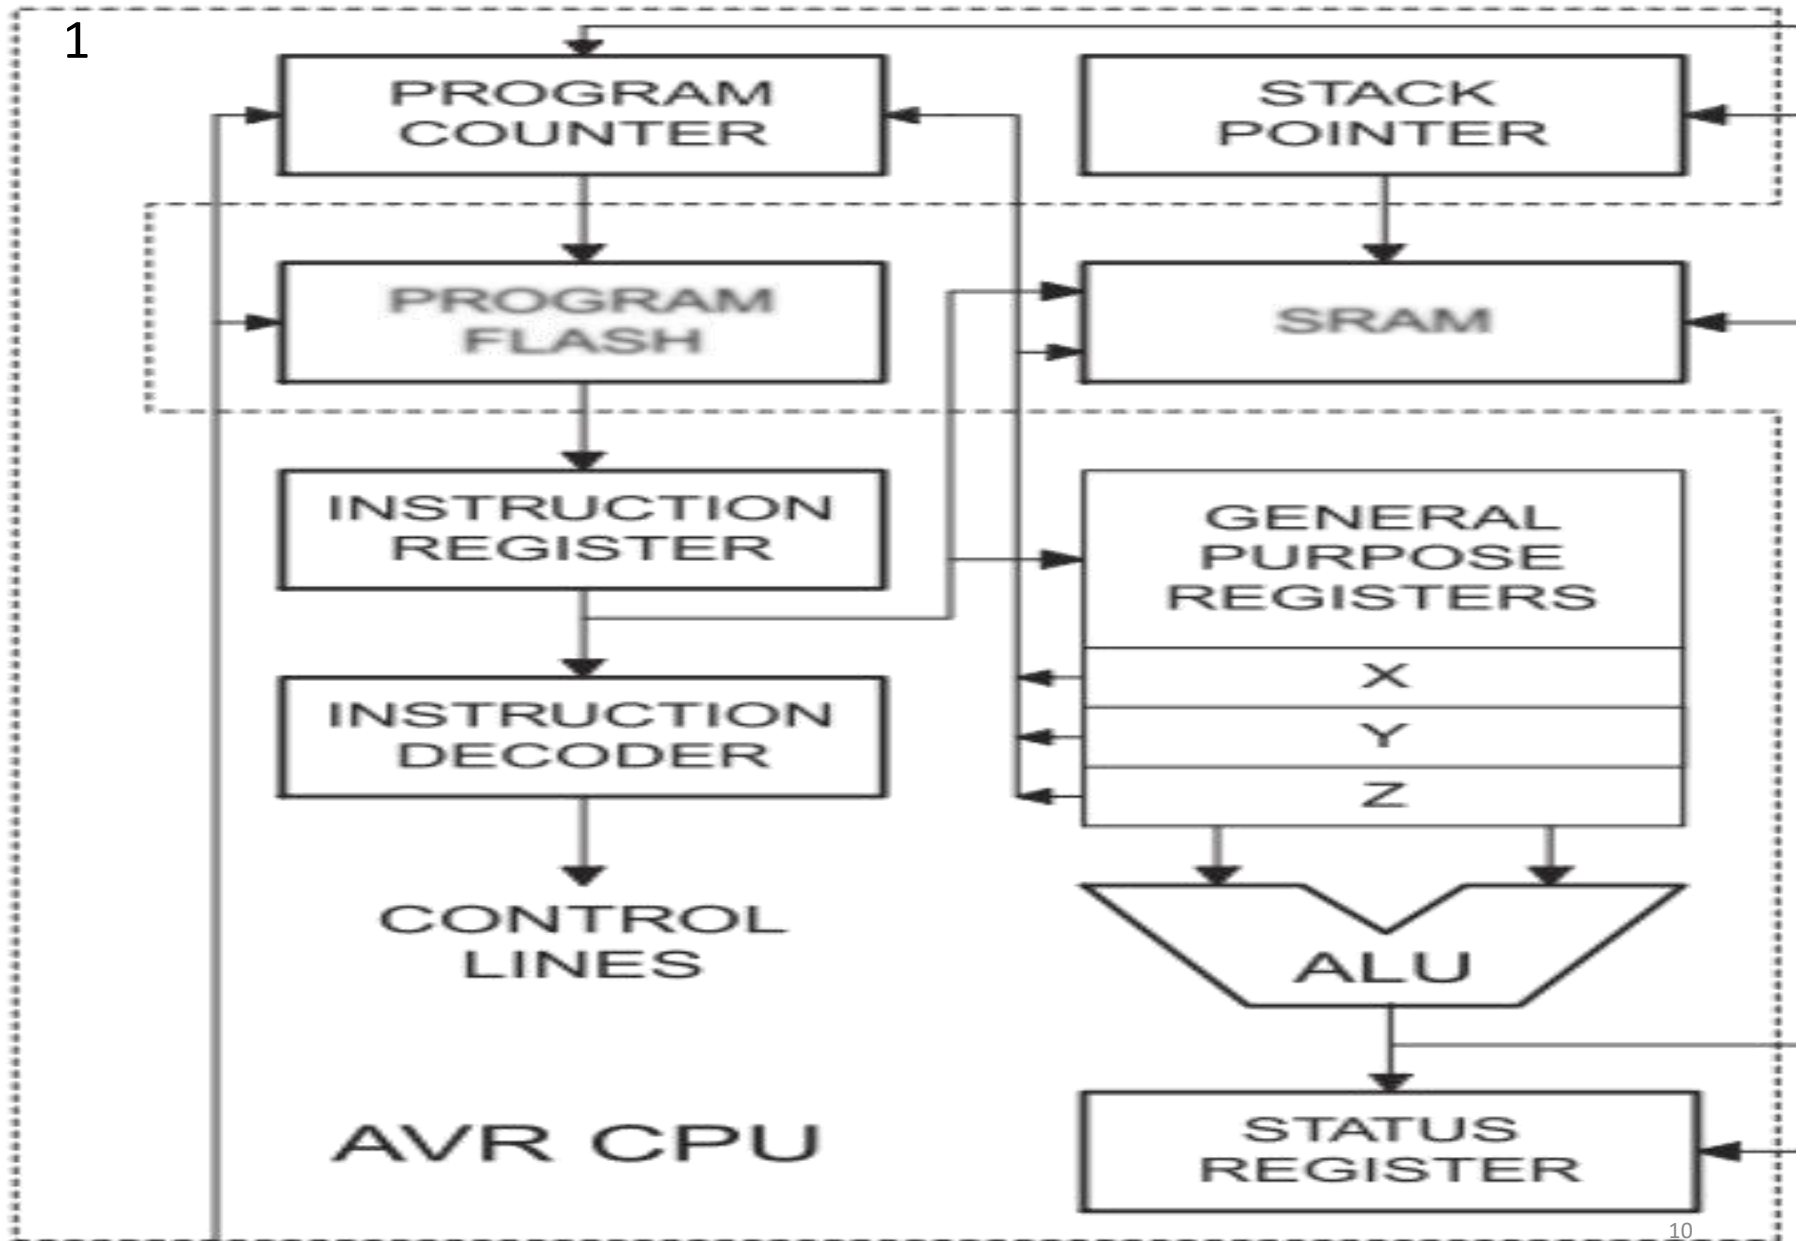 1
PROGRAM
COUNTER
STACK
POINTER
PROGRAM
FLASH
SRAM
INSTRUCTION
REGISTER
GENERAL
PURPOSE
REGISTERS
X
Y
Z
INSTRUCTION
DECODER
CONTROL
LINES
ALU
AVR CPU
STATUS
REGISTER
10